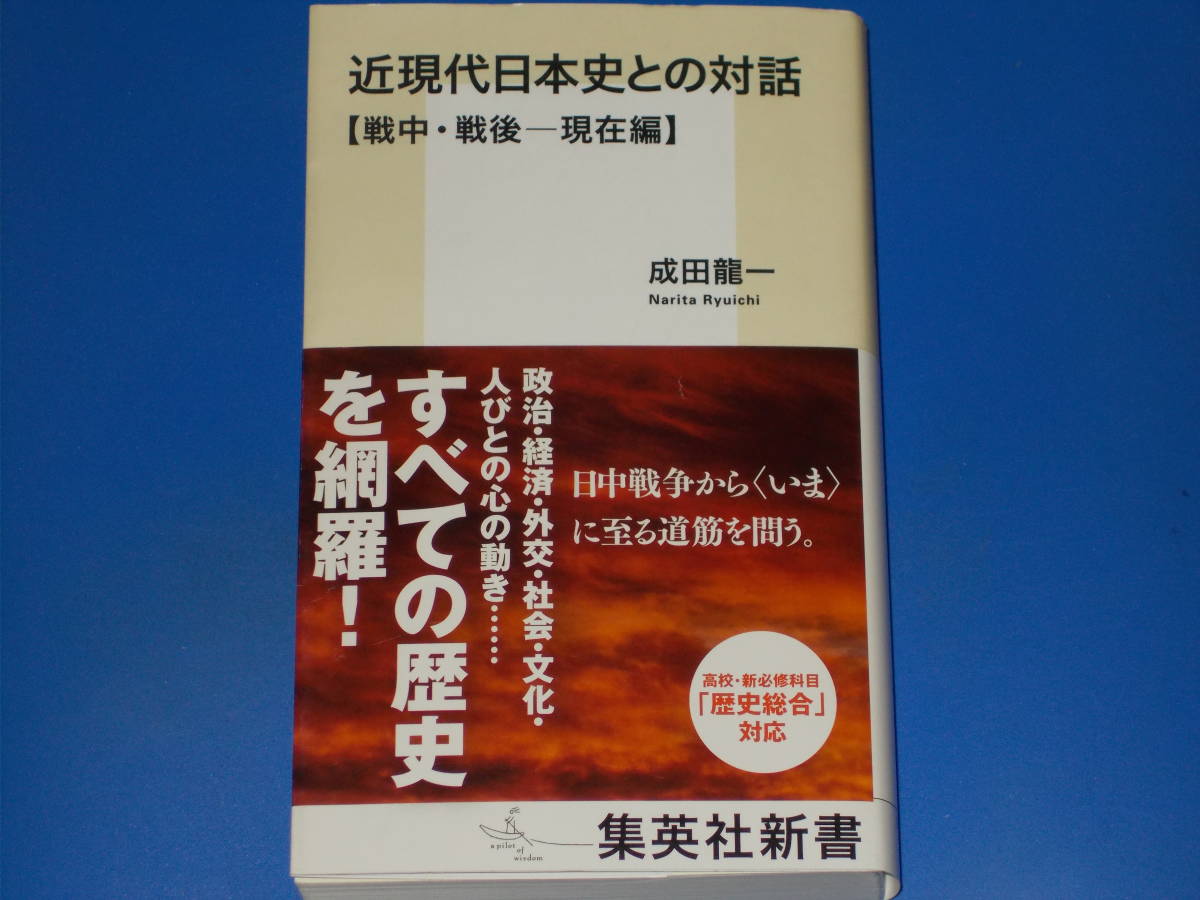 近現代日本史との対話
【戦中・戦後―現在編】
成田龍一
Narita Ryuichi
政治・経済・外交・社会・文化・
人びとの心の動き……
すべての歴史
を網羅!
日中戦争から〈いま〉
に至る道筋を問う。
高校・新必修科目
「歴史総合」
対応
a pilot
of
wisdom
集英社新書